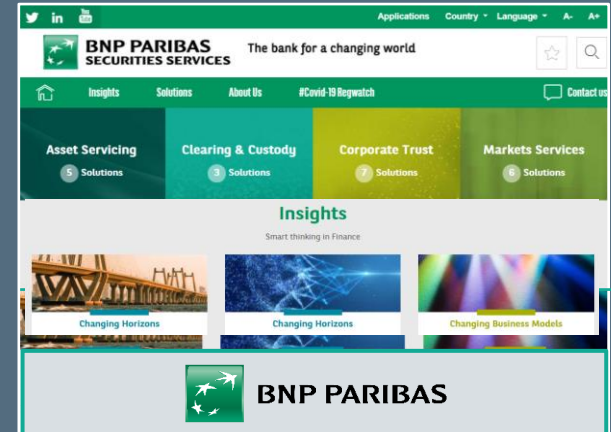 Applications Country Language A- A+
BNP PARIBAS
SECURITIES SERVICES
The bank for a changing world
Insights Solutions About Us #Covid-19 Regwatch Contact us
Asset Servicing Clearing & Custody Corporate Trust Markets Services
5 Solutions 3 Solutions 7 Solutions 6 Solutions
Insights
Smart thinking in Finance
Changing Horizons Changing Horizons Changing Business Models
BNP PARIBAS